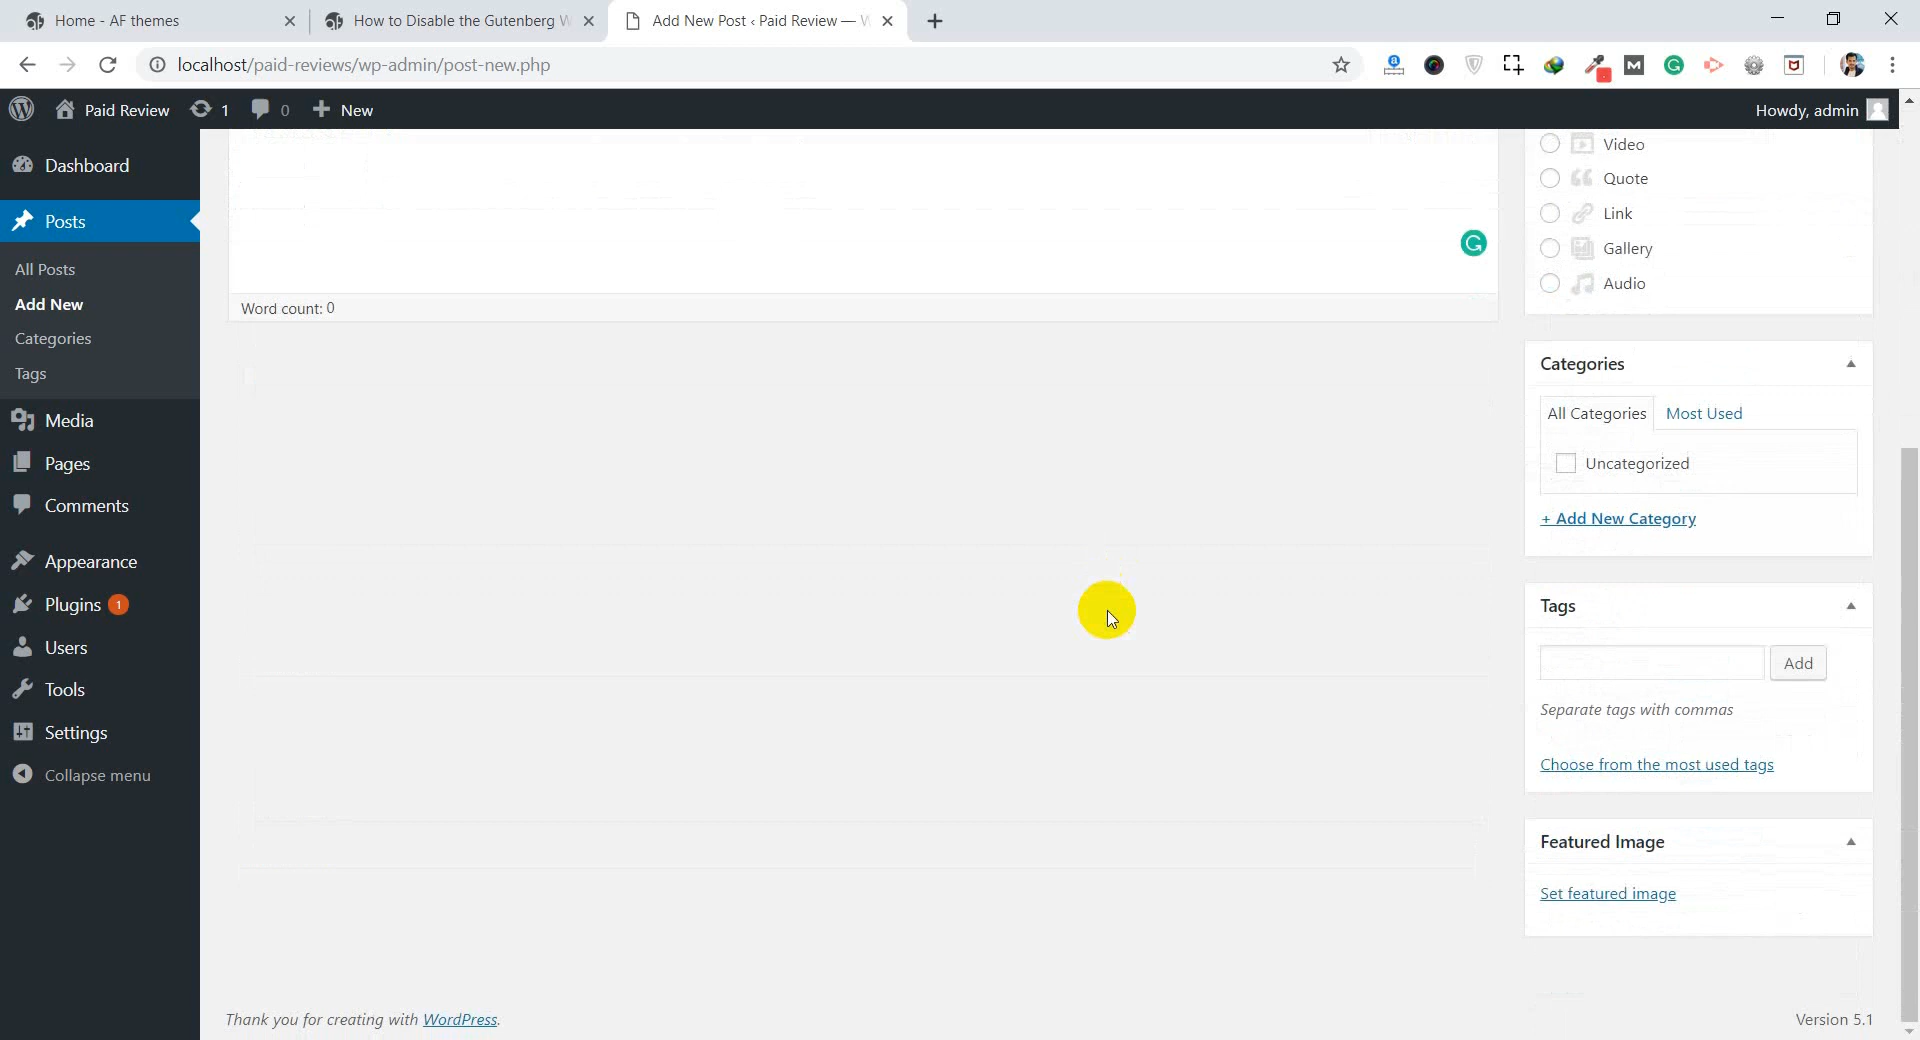 Home - AF themes
How to Disable the Gutenberg W
Add New Post ‹ Paid Review — W
localhost/paid-reviews/wp-admin/post-new.php
Paid Review
1
0
New
Howdy, admin
Dashboard
Posts
All Posts
Add New
Categories
Tags
Media
Pages
Comments
Appearance
Plugins 1
Users
Tools
Settings
Collapse menu
Word count: 0
Video
Quote
Link
Gallery
Audio
Categories
All Categories
Most Used
Uncategorized
+ Add New Category
Tags
Add
Separate tags with commas
Choose from the most used tags
Featured Image
Set featured image
Thank you for creating with WordPress.
Version 5.1